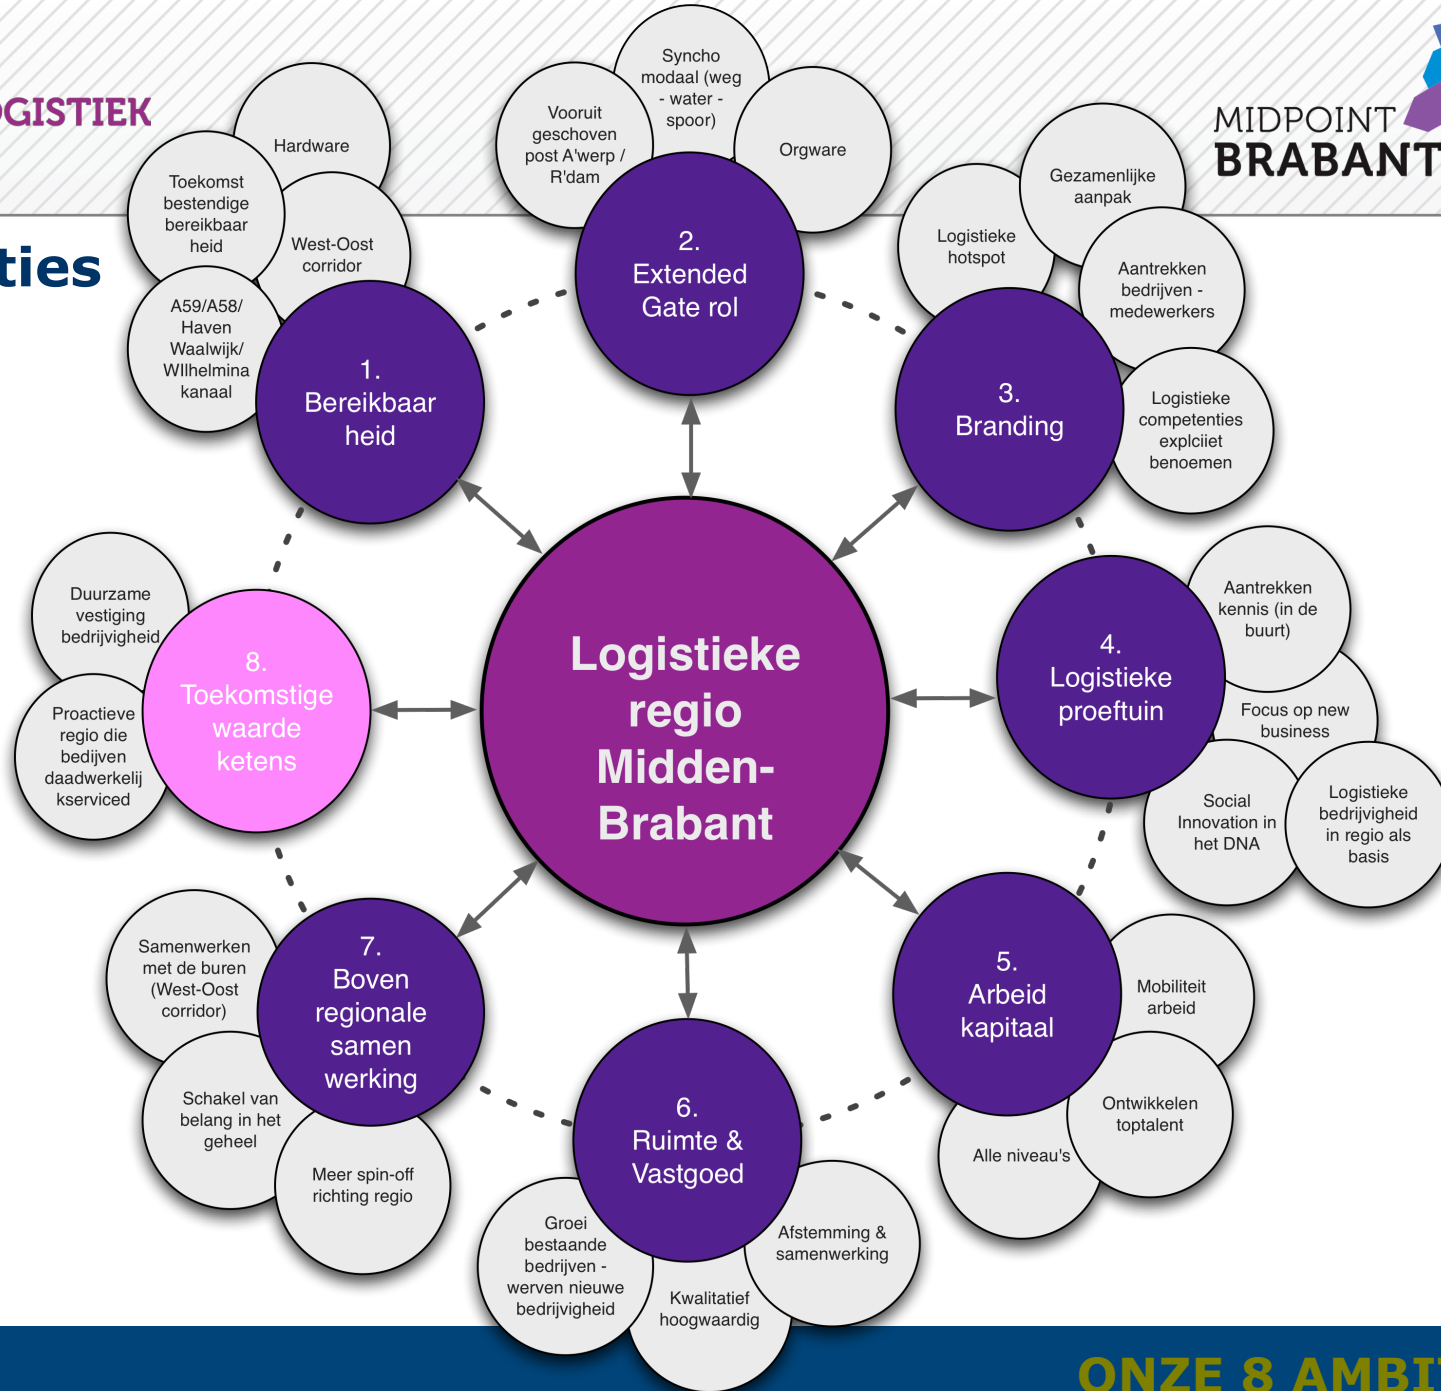 OGISTIEK
MIDPOINT
BRABANT
ties
Hardware
Toekomst
bestendige
bereikbaar
heid
West-Oost
corridor
A59/A58/
Haven
Waalwijk/
WIlhelmina
kanaal
1.
Bereikbaar
heid
Vooruit
geschoven
post A'werp /
R'dam
Syncho
modaal (weg
- water -
spoor)
Orgware
2.
Extended
Gate rol
Logistieke
hotspot
Gezamenlijke
aanpak
Aantrekken
bedrijven -
medewerkers
Logistieke
competenties
explciiet
benoemen
3.
Branding
Aantrekken
kennis (in de
buurt)
Focus op new
business
Social
Innovation in
het DNA
Logistieke
bedrijvigheid
in regio als
basis
4.
Logistieke
proeftuin
Logistieke
regio
Midden-
Brabant
5.
Arbeid
kapitaal
Mobiliteit
arbeid
Ontwikkelen
toptalent
Alle niveau's
6.
Ruimte &
Vastgoed
Groei
bestaande
bedrijven -
werven nieuwe
bedrijvigheid
Kwalitatief
hoogwaardig
Afstemming &
samenwerking
7.
Boven
regionale
samen
werking
Samenwerken
met de buren
(West-Oost
corridor)
Schakel van
belang in het
geheel
Meer spin-off
richting regio
8.
Toekomstige
waarde
ketens
Duurzame
vestiging
bedrijvigheid
Proactieve
regio die
bedijven
daadwerkelij
kserviced
ONZE 8 AMBIT